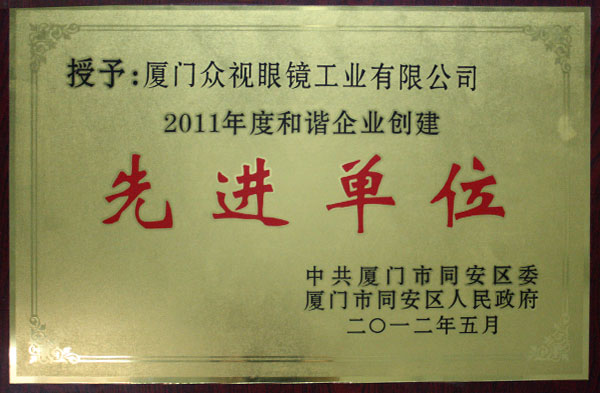 授予:厦门众视眼镜工业有限公司
2011年度和谐企业创建
先进单位
中共厦门市同安区委
厦门市同安区人民政府
二〇一二年五月